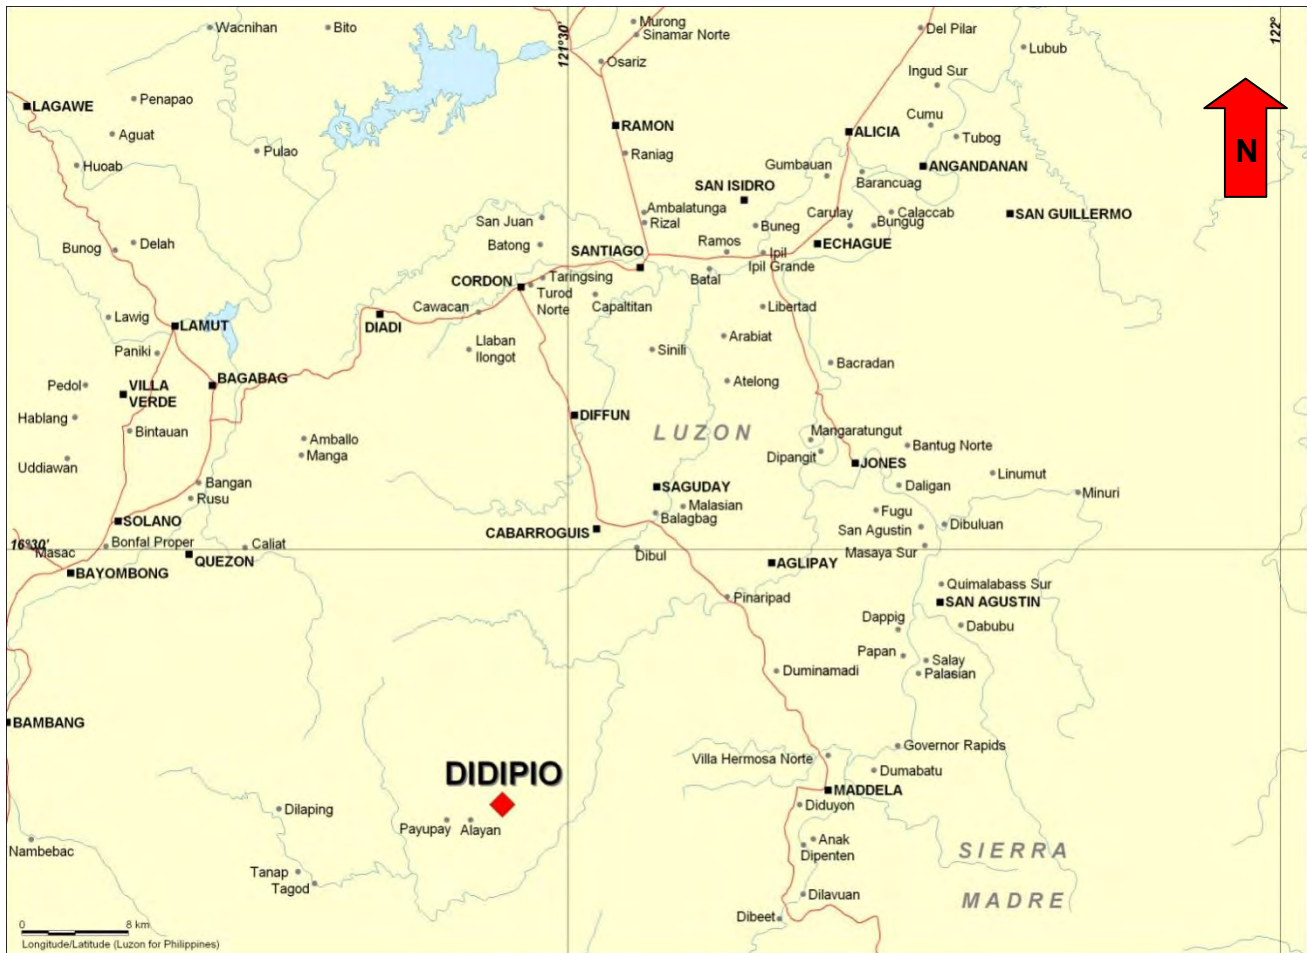 Wacnihan
Bito
121°30'
Murong
Sinamar Norte
Osariz
Del Pilar
Lubub
122°
Ingud Sur
LAGAWE
Penapao
Aguat
Huoab
Pulao
RAMON
Raniag
ALICIA
Cumu
Tubog
N
Gumbauan
Barancuag
ANGANDANAN
SAN ISIDRO
San Juan
Ambalatunga
Rizal
Buneg
Carulay
Calaccab
Bungug
SAN GUILLERMO
Bunog
Delah
Batong
SANTIAGO
Ramos
Ipil
Ipil Grande
ECHAGUE
CORDON
Taringsing
Turod
Norte
Capaltitan
Batal
Cawacan
Libertad
Lawig
LAMUT
DIADI
Paniki
Llaban
Ilongot
Sinili
Arabiat
Bacradan
Pedol
VILLA
VERDE
BAGABAG
Atelong
Hablang
Bintauan
DIFFUN
LUZON
Uddiawan
Amballo
Manga
Mangaratungut
Dipangit
Bantug Norte
JONES
Linumut
Bangan
Rusu
SAGUDAY
Malasian
Balagbag
Daligan
Minuri
SOLANO
CABARROGUIS
Fugu
San Agustin
Dibuluan
16°30'
Masac
Bonfal Proper
QUEZON
Caliat
Dibul
Masaya Sur
BAYOMBONG
AGLIPAY
Pinaripad
Quimalabass Sur
SAN AGUSTIN
Dappig
Dabubu
Papan
Salay
Palasian
Duminamadi
BAMBANG
Villa Hermosa Norte
Governor Rapids
Dumabatu
DIDIPIO
MADDELA
Dilaping
Diduyon
Payupay
Alayan
Nambebac
Anak
Dipenten
SIERRA
MADRE
Tanap
Tagod
Dilavuan
Dibeet
0
8 km
Longitude/Latitude (Luzon for Philippines)